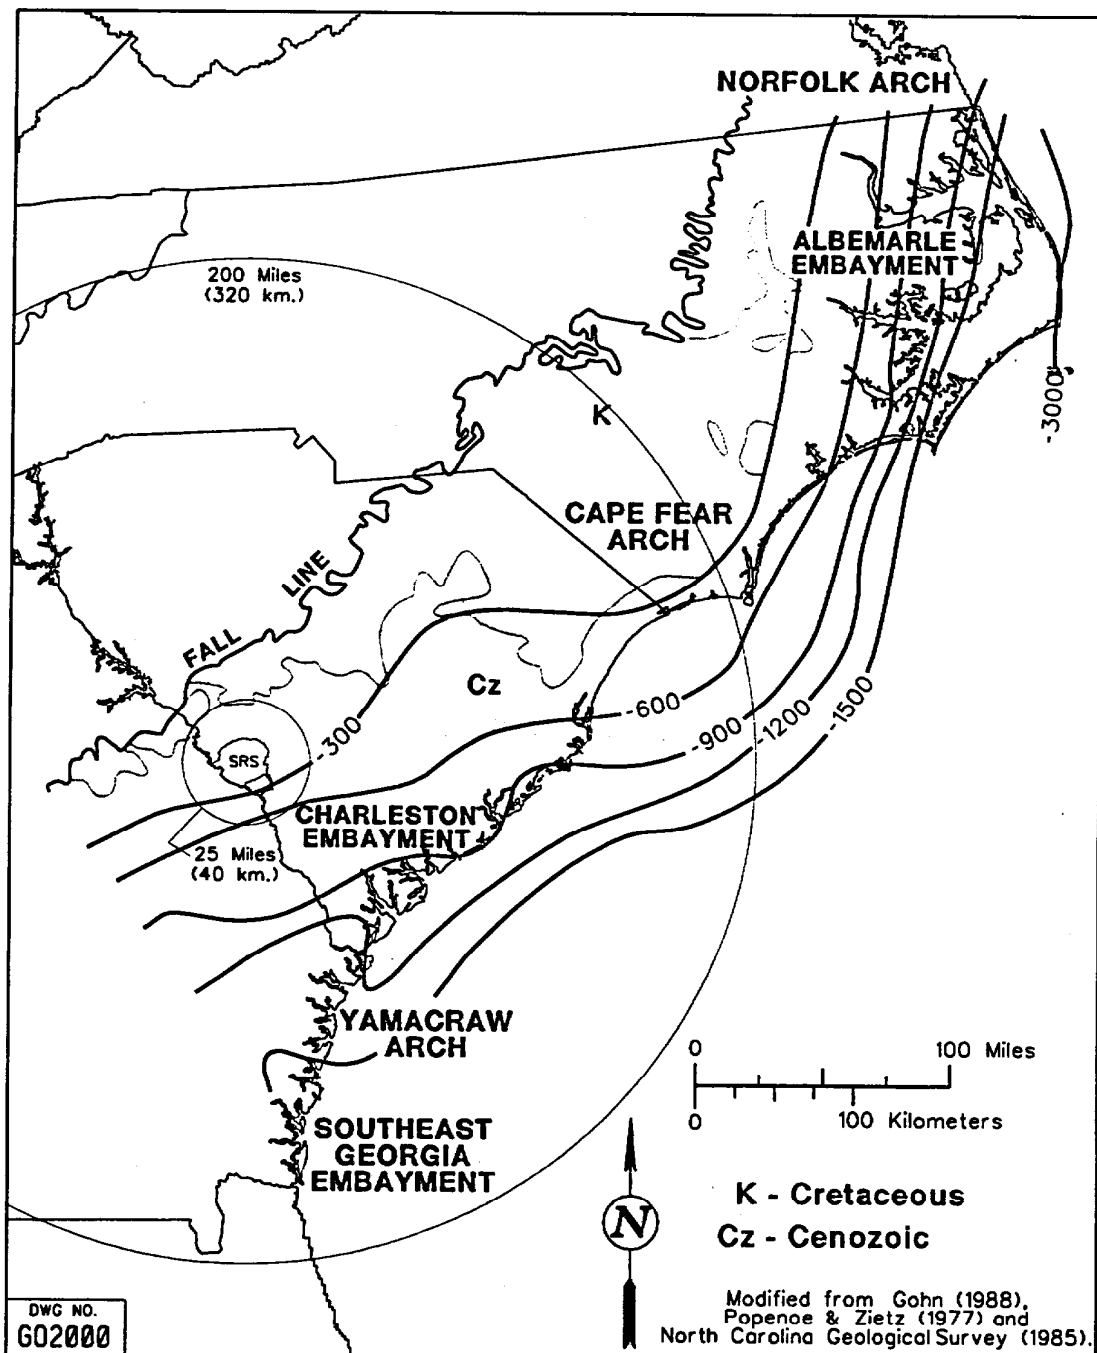 NORFOLK ARCH
ALBEMARLE
EMBAYMENT
200 Miles
(320 km.)
-3000
K
CAPE FEAR
ARCH
FALL LINE
Cz
-300
-600
-900
-1200
-1500
SRS
CHARLESTON
EMBAYMENT
25 Miles
(40 km.)
YAMACRAW
ARCH
0 100 Miles
0 100 Kilometers
SOUTHEAST
GEORGIA
EMBAYMENT
N
K - Cretaceous
Cz - Cenozoic
DWG NO.
GO2000
Modified from Gohn (1988),
Popenoe & Zietz (1977) and
North Carolina Geological Survey (1985).